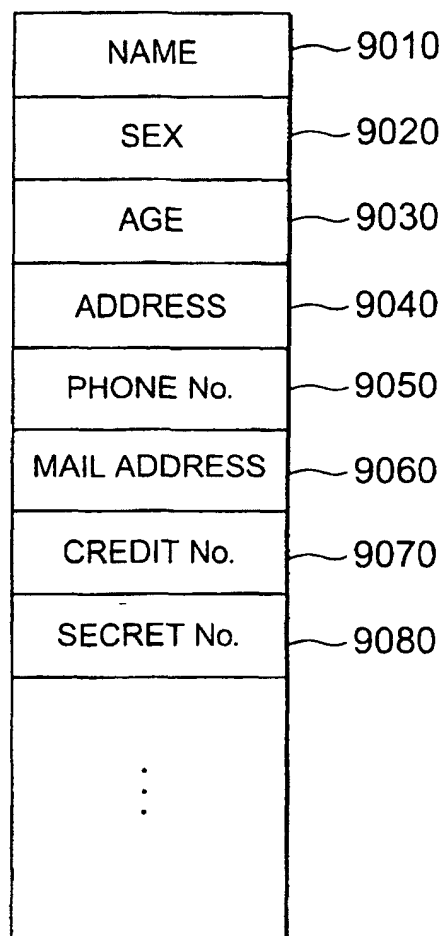 NAME 9010
SEX 9020
AGE 9030
ADDRESS 9040
PHONE No. 9050
MAIL ADDRESS 9060
CREDIT No. 9070
SECRET No. 9080